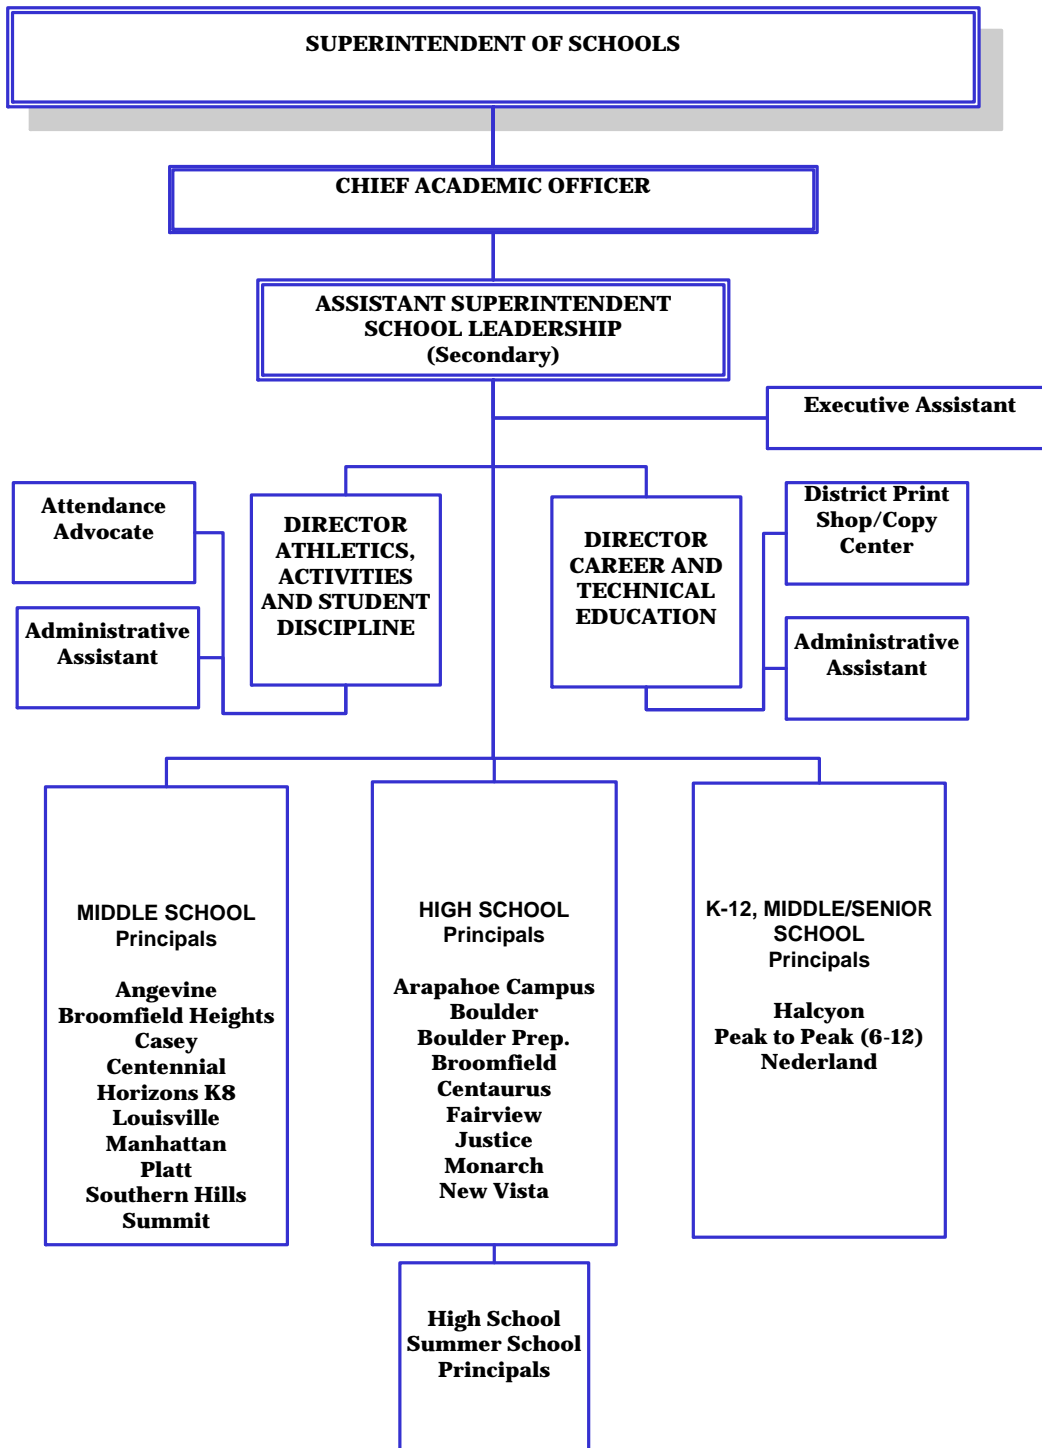 SUPERINTENDENT OF SCHOOLS
CHIEF ACADEMIC OFFICER
ASSISTANT SUPERINTENDENT
SCHOOL LEADERSHIP
(Secondary)
Executive Assistant
Attendance
Advocate
DIRECTOR
ATHLETICS,
ACTIVITIES
AND STUDENT
DISCIPLINE
DIRECTOR
CAREER AND
TECHNICAL
EDUCATION
District Print
Shop/Copy
Center
Administrative
Assistant
Administrative
Assistant
MIDDLE SCHOOL
Principals
Angevine
Broomfield Heights
Casey
Centennial
Horizons K8
Louisville
Manhattan
Platt
Southern Hills
Summit
HIGH SCHOOL
Principals
Arapahoe Campus
Boulder
Boulder Prep.
Broomfield
Centaurus
Fairview
Justice
Monarch
New Vista
K-12, MIDDLE/SENIOR
SCHOOL
Principals
Halcyon
Peak to Peak (6-12)
Nederland
High School
Summer School
Principals